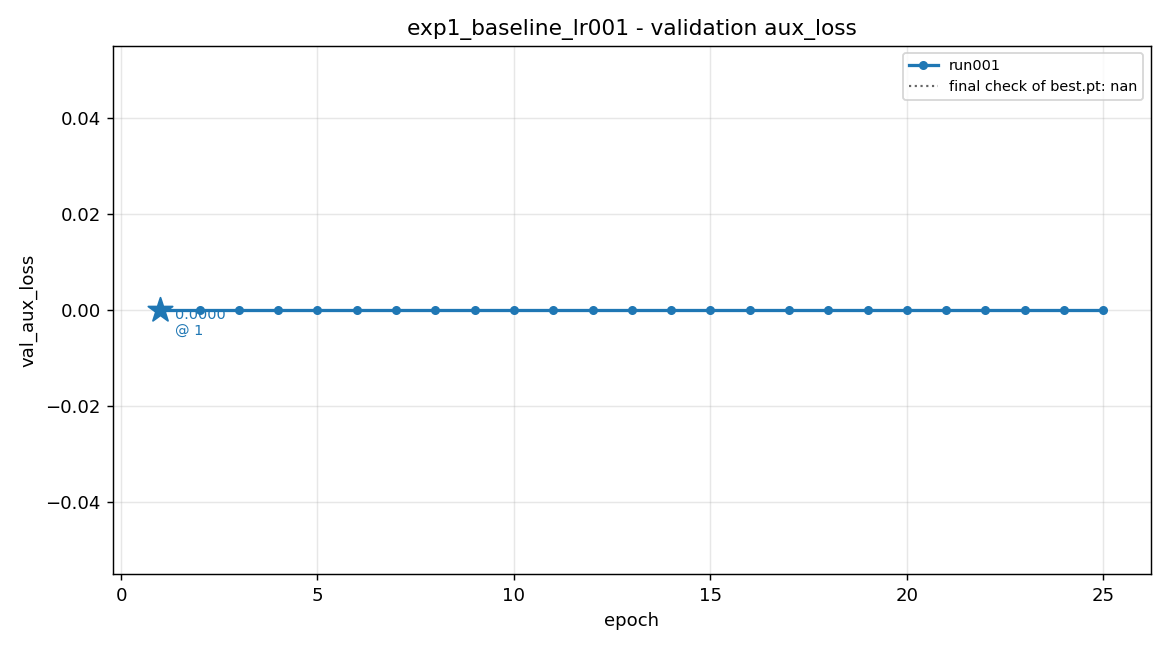 exp1_baseline_lr001 - validation aux_loss
run001
final check of best.pt: nan
val_aux_loss
0.04
0.02
0.00
−0.02
−0.04
0.0000
@ 1
0
5
10
15
20
25
epoch